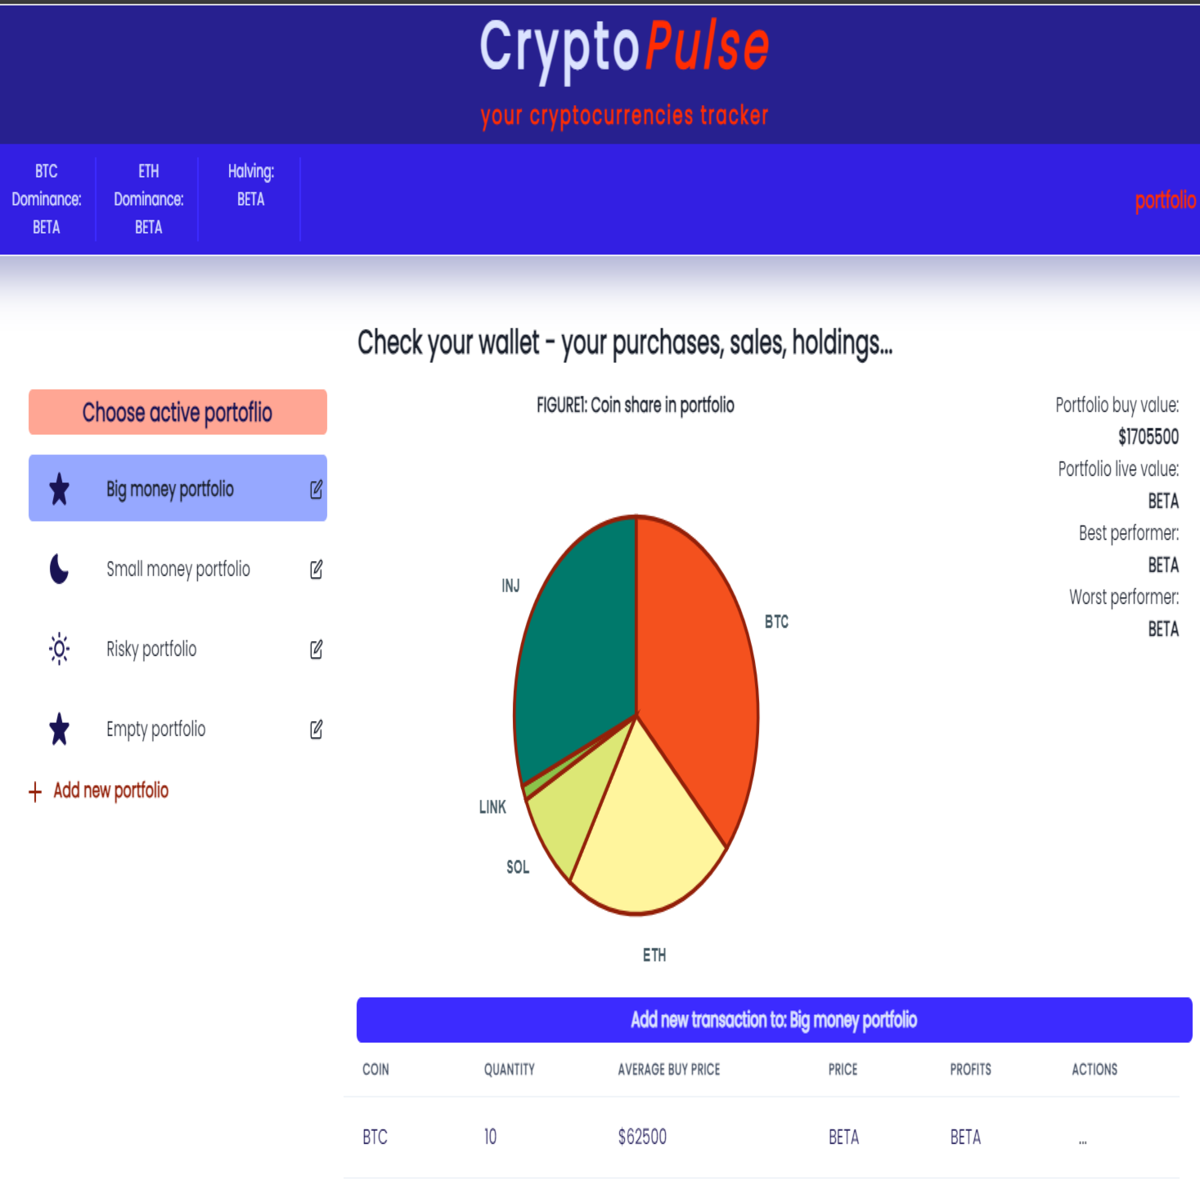 CryptoPulse
your cryptocurrencies tracker
BTC
Dominance:
BETA
ETH
Dominance:
BETA
Halving:
BETA
portfolio
Check your wallet - your purchases, sales, holdings...
Choose active portoflio
Big money portfolio
Small money portfolio
Risky portfolio
Empty portfolio
+ Add new portfolio
FIGURE1: Coin share in portfolio
INJ
BTC
LINK
SOL
ETH
Portfolio buy value:
$1705500
Portfolio live value:
BETA
Best performer:
BETA
Worst performer:
BETA
Add new transaction to: Big money portfolio
COIN QUANTITY AVERAGE BUY PRICE PRICE PROFITS ACTIONS
BTC 10 $62500 BETA BETA ...